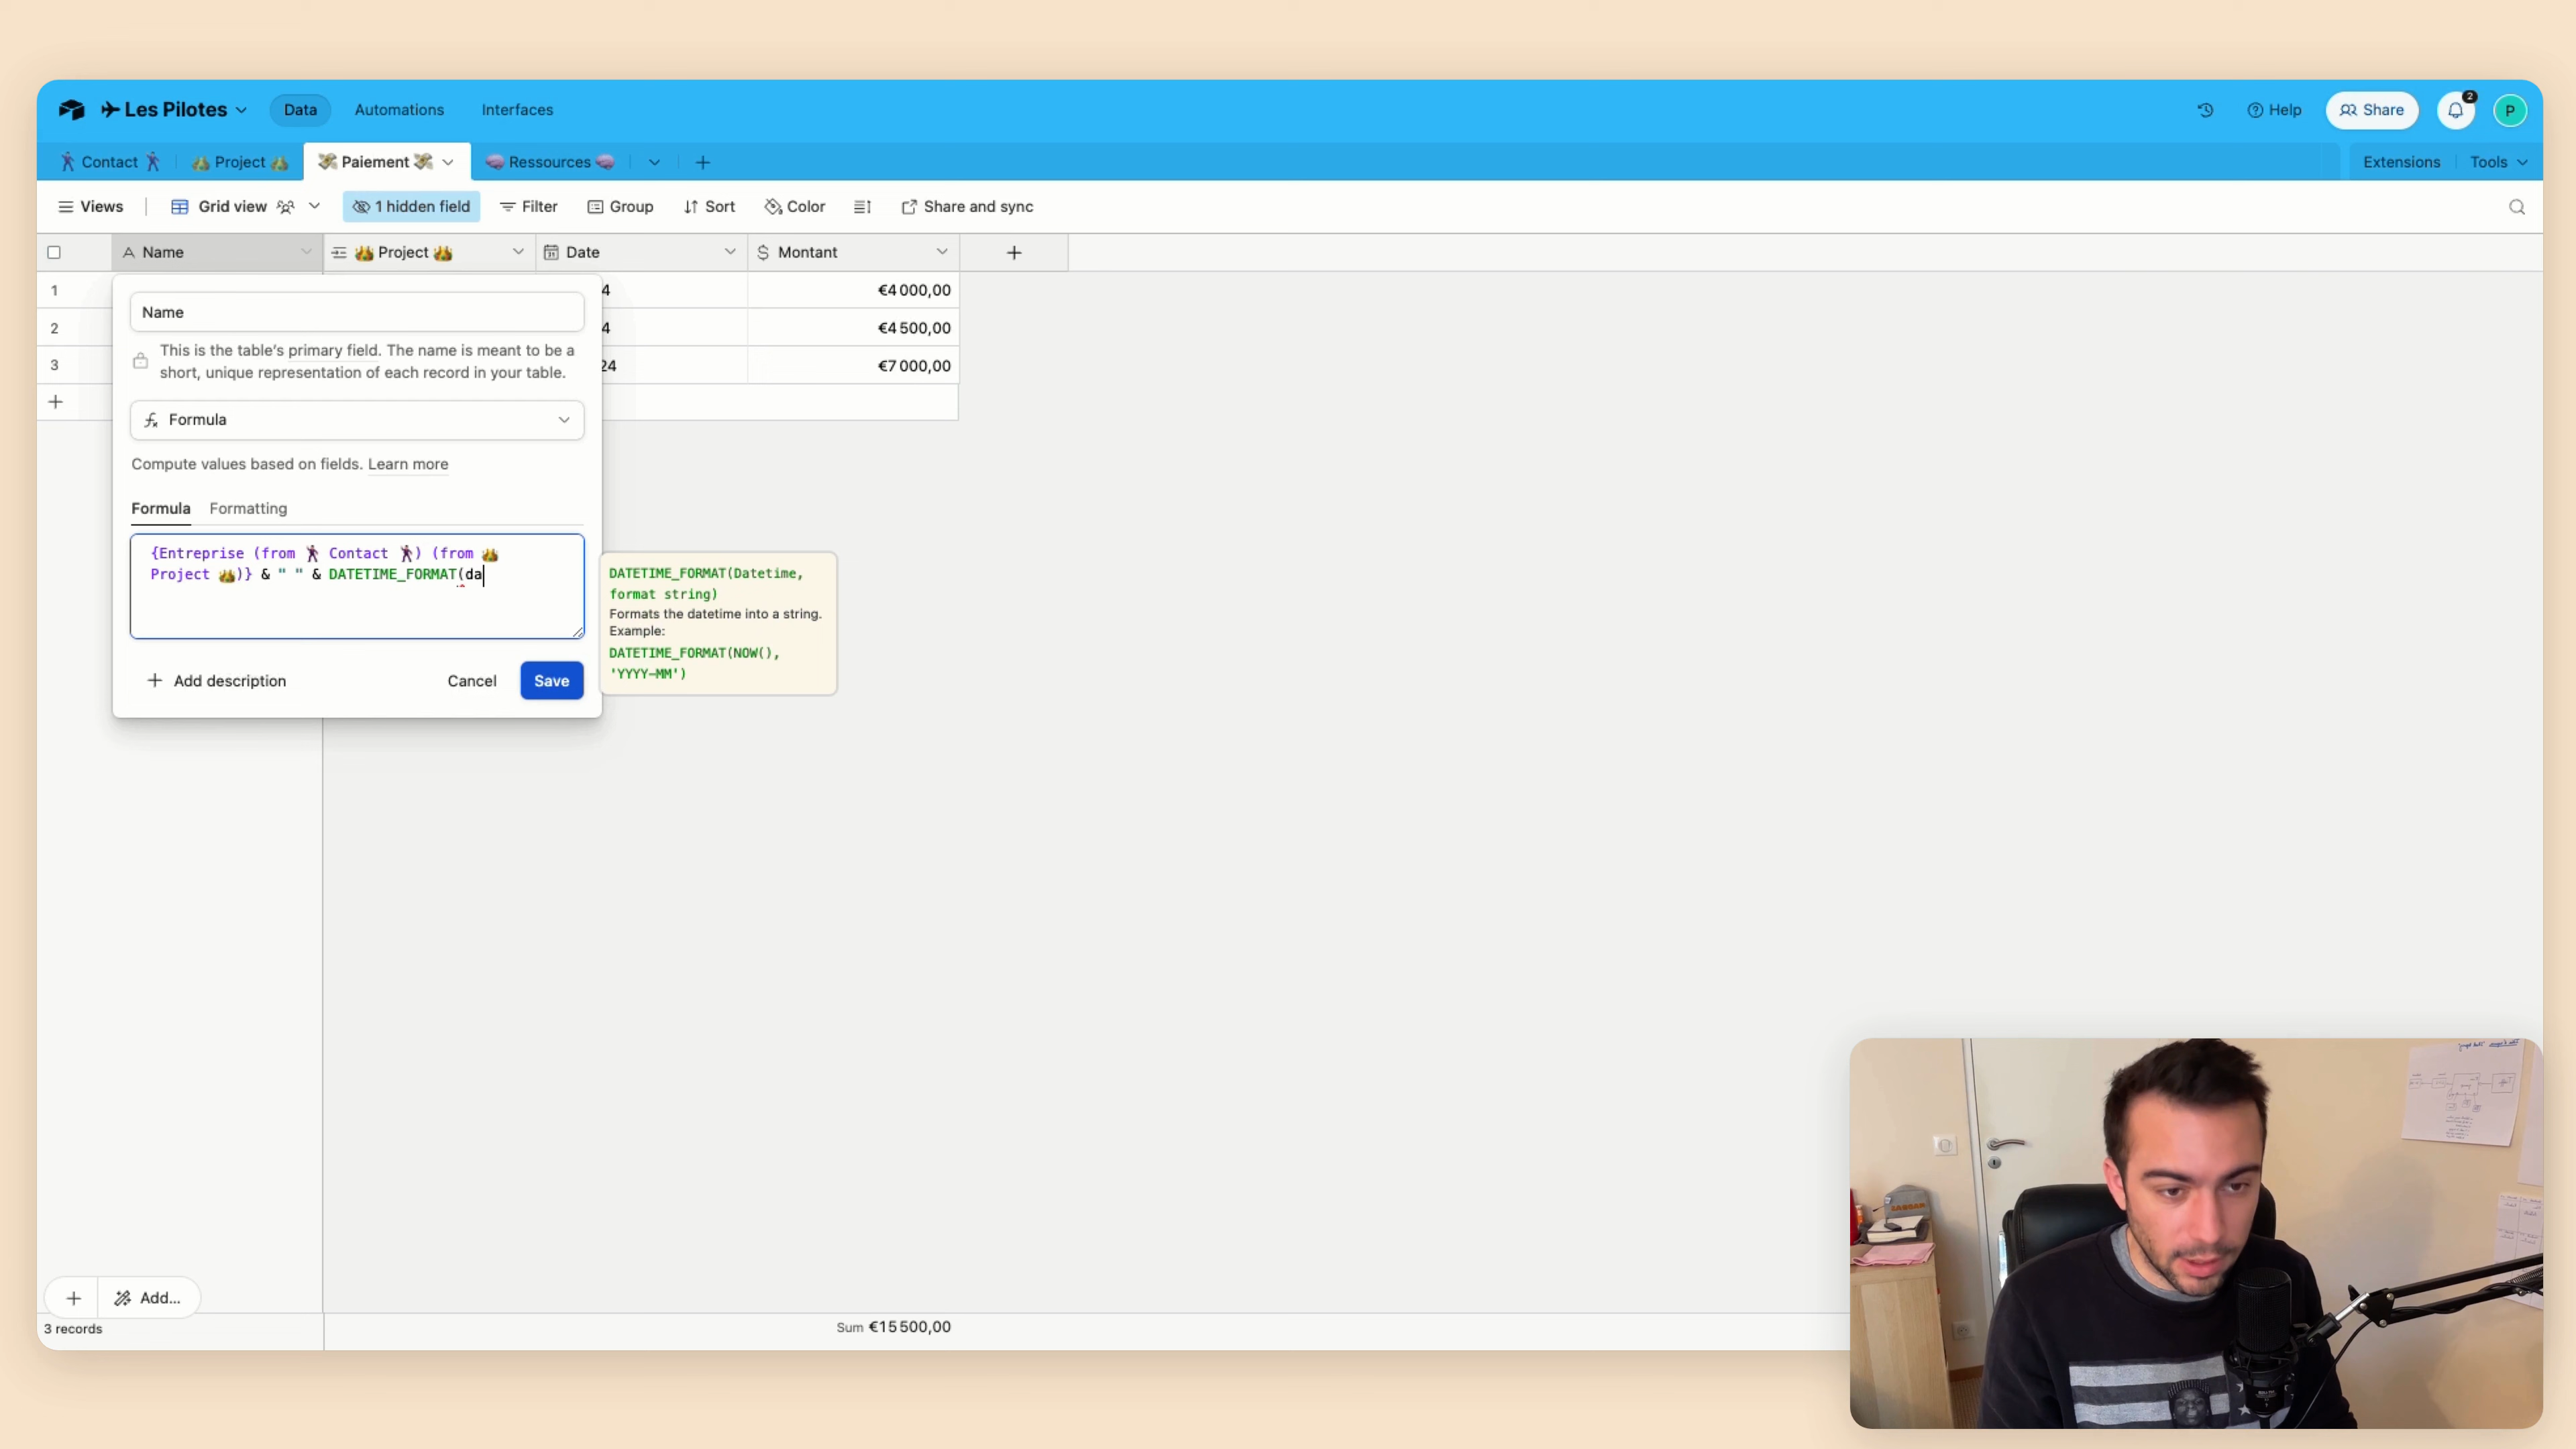 Les Pilotes Data Automations Interfaces Help Share 2 P
Contact Project Paiement Ressources Extensions Tools
Views Grid view 1 hidden field Filter Group Sort Color Share and sync
Name Project Date Montant
1 4 €4 000,00
2 4 €4 500,00
3 24 €7 000,00
Name
This is the table's primary field. The name is meant to be a
short, unique representation of each record in your table.
Formula
Compute values based on fields. Learn more
Formula Formatting
{Entreprise (from 🕺 Contact 🕺) (from 👑
Project 👑)} & " " & DATETIME_FORMAT(da
DATETIME_FORMAT(Datetime,
format string)
Formats the datetime into a string.
Example:
DATETIME_FORMAT(NOW(),
'YYYY-MM')
Add description Cancel Save
Add...
3 records Sum €15 500,00